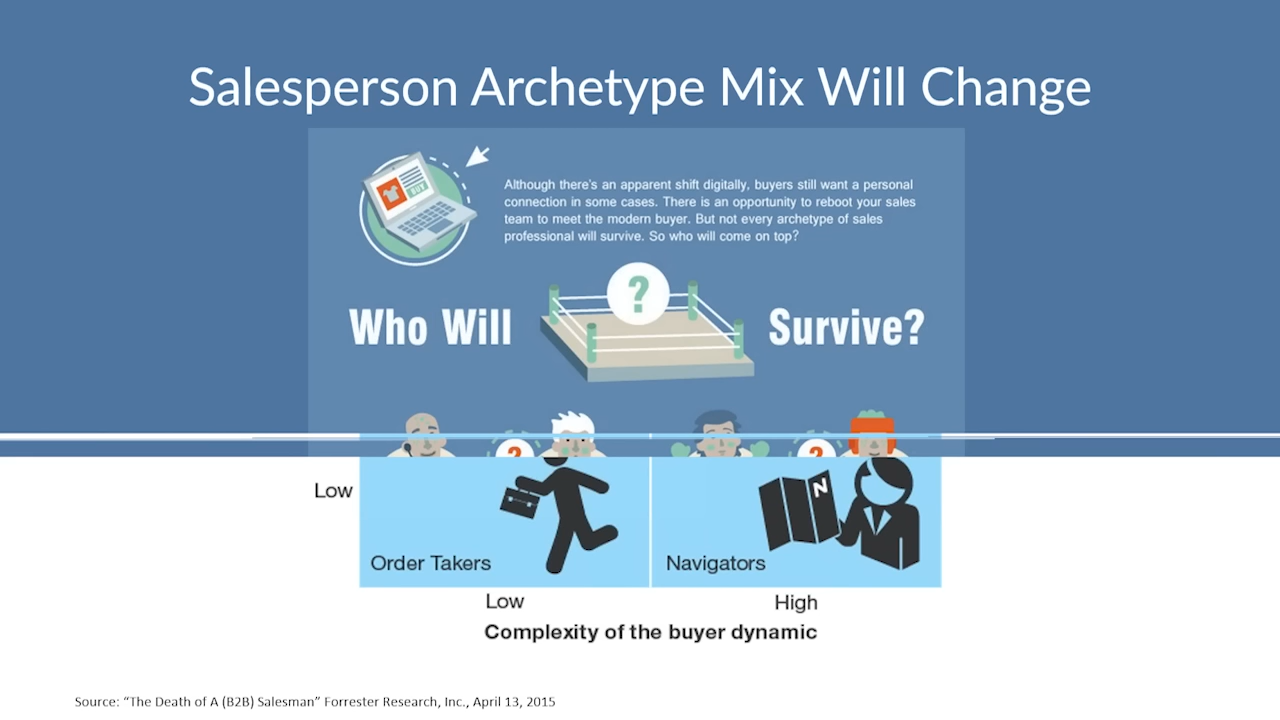 Salesperson Archetype Mix Will Change
BUY
Although there's an apparent shift digitally, buyers still want a personal
connection in some cases. There is an opportunity to reboot your sales
team to meet the modern buyer. But not every archetype of sales
professional will survive. So who will come on top?
?
Who Will Survive?
? ?
Low
N
Order Takers Navigators
Low High
Complexity of the buyer dynamic
Source: “The Death of A (B2B) Salesman” Forrester Research, Inc., April 13, 2015